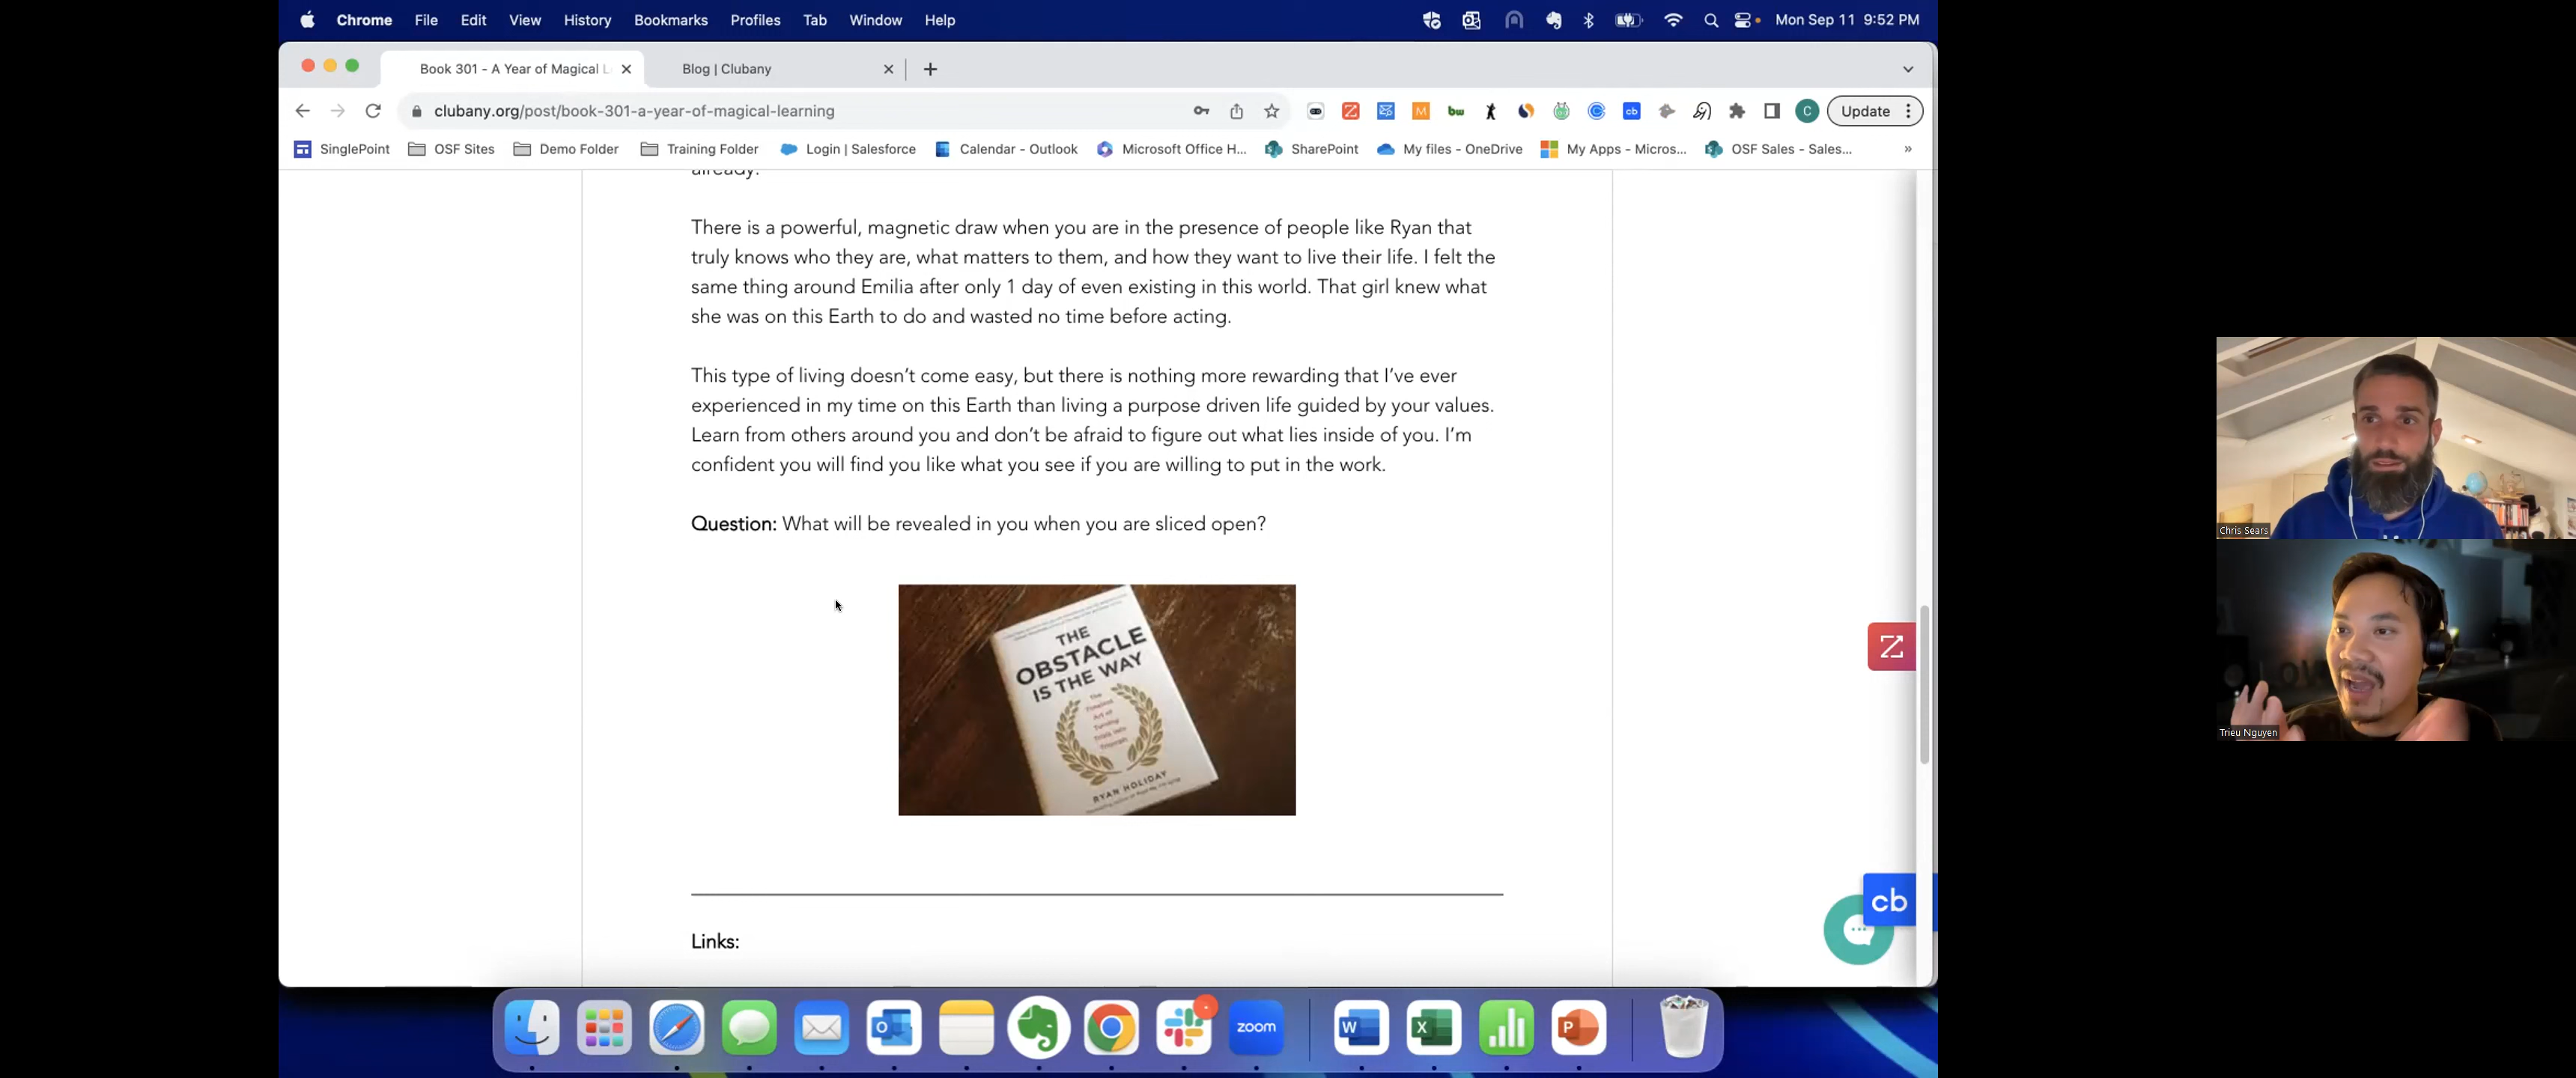 Chrome File Edit View History Bookmarks Profiles Tab Window Help
Mon Sep 11 9:52 PM
Book 301 - A Year of Magical L
Blog | Clubany
clubany.org/post/book-301-a-year-of-magical-learning
M
bw
cb
C
Update
SinglePoint OSF Sites Demo Folder Training Folder Login | Salesforce Calendar - Outlook Microsoft Office H... SharePoint My files - OneDrive My Apps - Micros... OSF Sales - Sales... »
already.
There is a powerful, magnetic draw when you are in the presence of people like Ryan that
truly knows who they are, what matters to them, and how they want to live their life. I felt the
same thing around Emilia after only 1 day of even existing in this world. That girl knew what
she was on this Earth to do and wasted no time before acting.
This type of living doesn't come easy, but there is nothing more rewarding that I've ever
experienced in my time on this Earth than living a purpose driven life guided by your values.
Learn from others around you and don't be afraid to figure out what lies inside of you. I'm
confident you will find you like what you see if you are willing to put in the work.
Question: What will be revealed in you when you are sliced open?
THE
OBSTACLE
IS THE WAY
The
Timeless
Art of
Turning
Trials into
Triumph
RYAN HOLIDAY
Links:
cb
O
zoom
W
X
P
Chris Sears
Trieu Nguyen